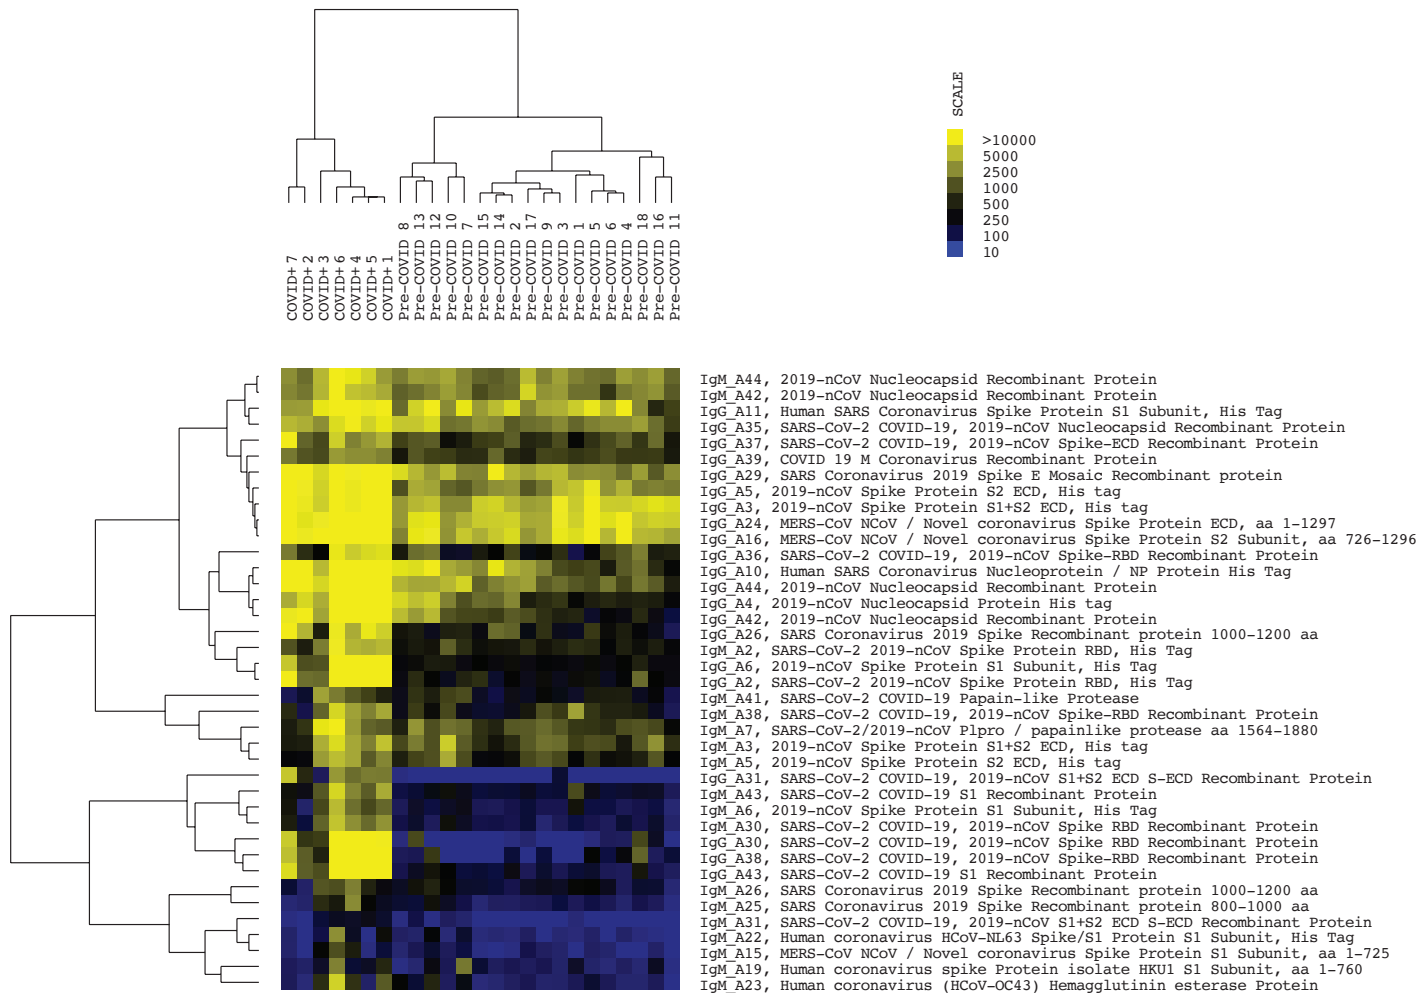 SCALE
>10000
5000
2500
1000
500
250
100
10
COVID+ 7
COVID+ 2
COVID+ 3
COVID+ 6
COVID+ 4
COVID+ 5
COVID+ 1
Pre-COVID 8
Pre-COVID 13
Pre-COVID 12
Pre-COVID 10
Pre-COVID 7
Pre-COVID 15
Pre-COVID 14
Pre-COVID 2
Pre-COVID 17
Pre-COVID 9
Pre-COVID 3
Pre-COVID 1
Pre-COVID 5
Pre-COVID 6
Pre-COVID 4
Pre-COVID 18
Pre-COVID 16
Pre-COVID 11
IgM_A44, 2019-nCoV Nucleocapsid Recombinant Protein
IgM_A42, 2019-nCoV Nucleocapsid Recombinant Protein
IgG_A11, Human SARS Coronavirus Spike Protein S1 Subunit, His Tag
IgG_A35, SARS-CoV-2 COVID-19, 2019-nCoV Nucleocapsid Recombinant Protein
IgG_A37, SARS-CoV-2 COVID-19, 2019-nCoV Spike-ECD Recombinant Protein
IgG_A39, COVID 19 M Coronavirus Recombinant Protein
IgG_A29, SARS Coronavirus 2019 Spike E Mosaic Recombinant protein
IgG_A5, 2019-nCoV Spike Protein S2 ECD, His tag
IgG_A3, 2019-nCoV Spike Protein S1+S2 ECD, His tag
IgG_A24, MERS-CoV NCoV / Novel coronavirus Spike Protein ECD, aa 1-1297
IgG_A16, MERS-CoV NCoV / Novel coronavirus Spike Protein S2 Subunit, aa 726-1296
IgG_A36, SARS-CoV-2 COVID-19, 2019-nCoV Spike-RBD Recombinant Protein
IgG_A10, Human SARS Coronavirus Nucleoprotein / NP Protein His Tag
IgG_A44, 2019-nCoV Nucleocapsid Recombinant Protein
IgG_A4, 2019-nCoV Nucleocapsid Protein His tag
IgG_A42, 2019-nCoV Nucleocapsid Recombinant Protein
IgG_A26, SARS Coronavirus 2019 Spike Recombinant protein 1000-1200 aa
IgM_A2, SARS-CoV-2 2019-nCoV Spike Protein RBD, His Tag
IgG_A6, 2019-nCoV Spike Protein S1 Subunit, His Tag
IgG_A2, SARS-CoV-2 2019-nCoV Spike Protein RBD, His Tag
IgM_A41, SARS-CoV-2 COVID-19 Papain-like Protease
IgM_A38, SARS-CoV-2 COVID-19, 2019-nCoV Spike-RBD Recombinant Protein
IgM_A7, SARS-CoV-2/2019-nCoV Plpro / papainlike protease aa 1564-1880
IgM_A3, 2019-nCoV Spike Protein S1+S2 ECD, His tag
IgM_A5, 2019-nCoV Spike Protein S2 ECD, His tag
IgG_A31, SARS-CoV-2 COVID-19, 2019-nCoV S1+S2 ECD S-ECD Recombinant Protein
IgM_A43, SARS-CoV-2 COVID-19 S1 Recombinant Protein
IgM_A6, 2019-nCoV Spike Protein S1 Subunit, His Tag
IgM_A30, SARS-CoV-2 COVID-19, 2019-nCoV Spike RBD Recombinant Protein
IgG_A30, SARS-CoV-2 COVID-19, 2019-nCoV Spike RBD Recombinant Protein
IgG_A38, SARS-CoV-2 COVID-19, 2019-nCoV Spike-RBD Recombinant Protein
IgG_A43, SARS-CoV-2 COVID-19 S1 Recombinant Protein
IgM_A26, SARS Coronavirus 2019 Spike Recombinant protein 1000-1200 aa
IgM_A25, SARS Coronavirus 2019 Spike Recombinant protein 800-1000 aa
IgM_A31, SARS-CoV-2 COVID-19, 2019-nCoV S1+S2 ECD S-ECD Recombinant Protein
IgM_A22, Human coronavirus HCoV-NL63 Spike/S1 Protein S1 Subunit, His Tag
IgM_A15, MERS-CoV NCoV / Novel coronavirus Spike Protein S1 Subunit, aa 1-725
IgM_A19, Human coronavirus spike Protein isolate HKU1 S1 Subunit, aa 1-760
IgM_A23, Human coronavirus (HCoV-OC43) Hemagglutinin esterase Protein